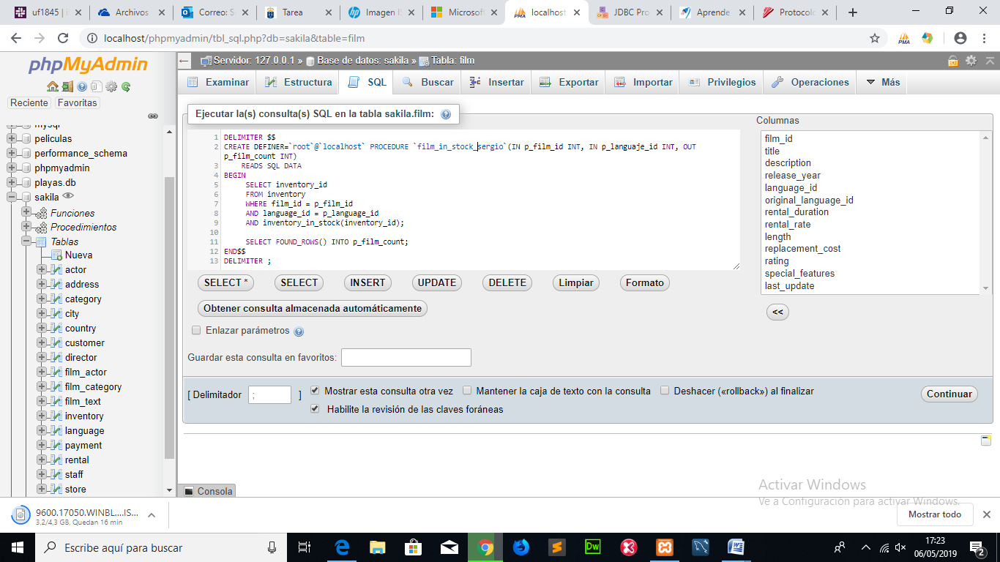 uf1845 | i
Archivos
Correo: S
Tarea
Imagen I
Microsof
localhost
JDBC Pro
Aprende
Protocolo
localhost/phpmyadmin/tbl_sql.php?db=sakila&table=film
PMA
phpMyAdmin
Reciente
Favoritas
mysql
peliculas
performance_schema
phpmyadmin
playas.db
sakila
Funciones
Procedimientos
Tablas
Nueva
actor
address
category
city
country
customer
director
film_actor
film_category
film_text
inventory
language
payment
rental
staff
store
Servidor: 127.0.0.1 » Base de datos: sakila » Tabla: film
Examinar
Estructura
SQL
Buscar
Insertar
Exportar
Importar
Privilegios
Operaciones
Más
Ejecutar la(s) consulta(s) SQL en la tabla sakila.film:
1 DELIMITER $$
2 CREATE DEFINER=`root`@`localhost` PROCEDURE `film_in_stock_sergio`(IN p_film_id INT, IN p_languaje_id INT, OUT
p_film_count INT)
3 READS SQL DATA
4 BEGIN
5 SELECT inventory_id
6 FROM inventory
7 WHERE film_id = p_film_id
8 AND language_id = p_language_id
9 AND inventory_in_stock(inventory_id);
10
11 SELECT FOUND_ROWS() INTO p_film_count;
12 END$$
13 DELIMITER ;
Columnas
film_id
title
description
release_year
language_id
original_language_id
rental_duration
rental_rate
length
replacement_cost
rating
special_features
last_update
<<
SELECT *
SELECT
INSERT
UPDATE
DELETE
Limpiar
Formato
Obtener consulta almacenada automáticamente
Enlazar parámetros
Guardar esta consulta en favoritos:
[ Delimitador ; ]
Mostrar esta consulta otra vez
Mantener la caja de texto con la consulta
Deshacer («rollback») al finalizar
Habilite la revisión de las claves foráneas
Continuar
Consola
Activar Windows
Ve a Configuración para activar Windows.
9600.17050.WINBL....IS...
3,2/4,3 GB, Quedan 16 min
Mostrar todo
Escribe aquí para buscar
Dw
17:23
06/05/2019
2